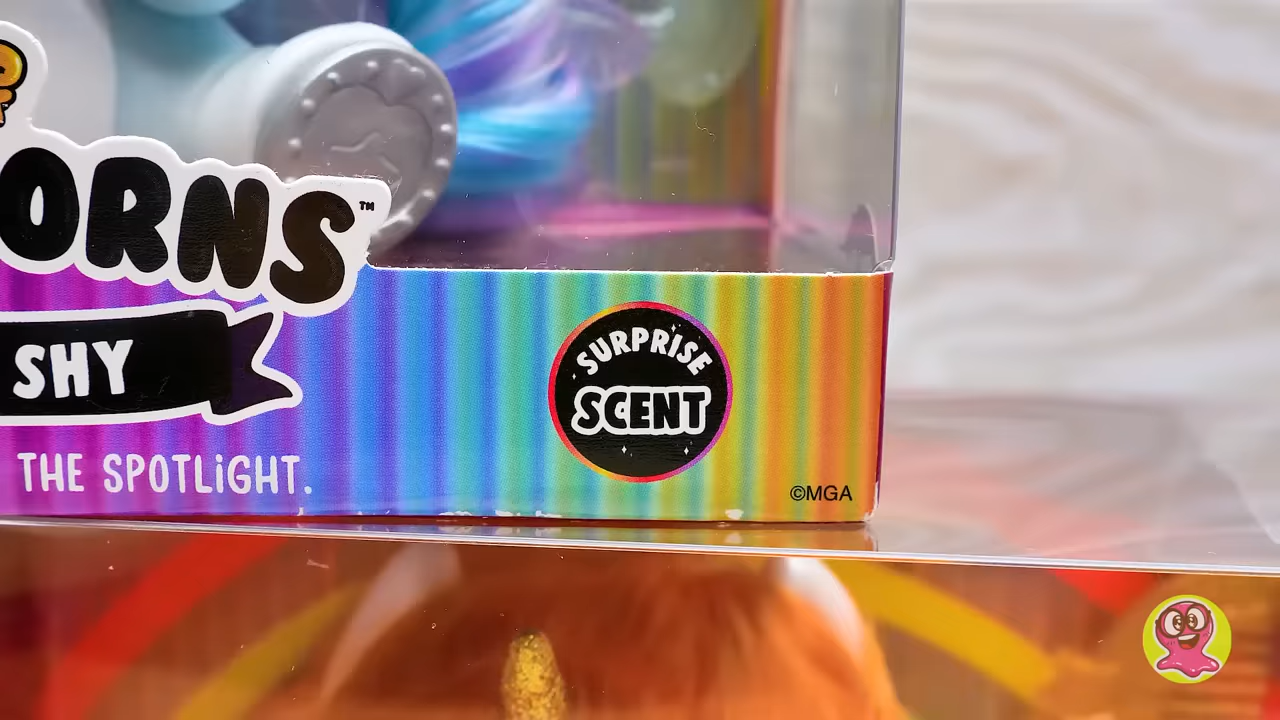 ORNS™
SHY
THE SPOTLiGHT.
SURPRISE
SCENT
©MGA